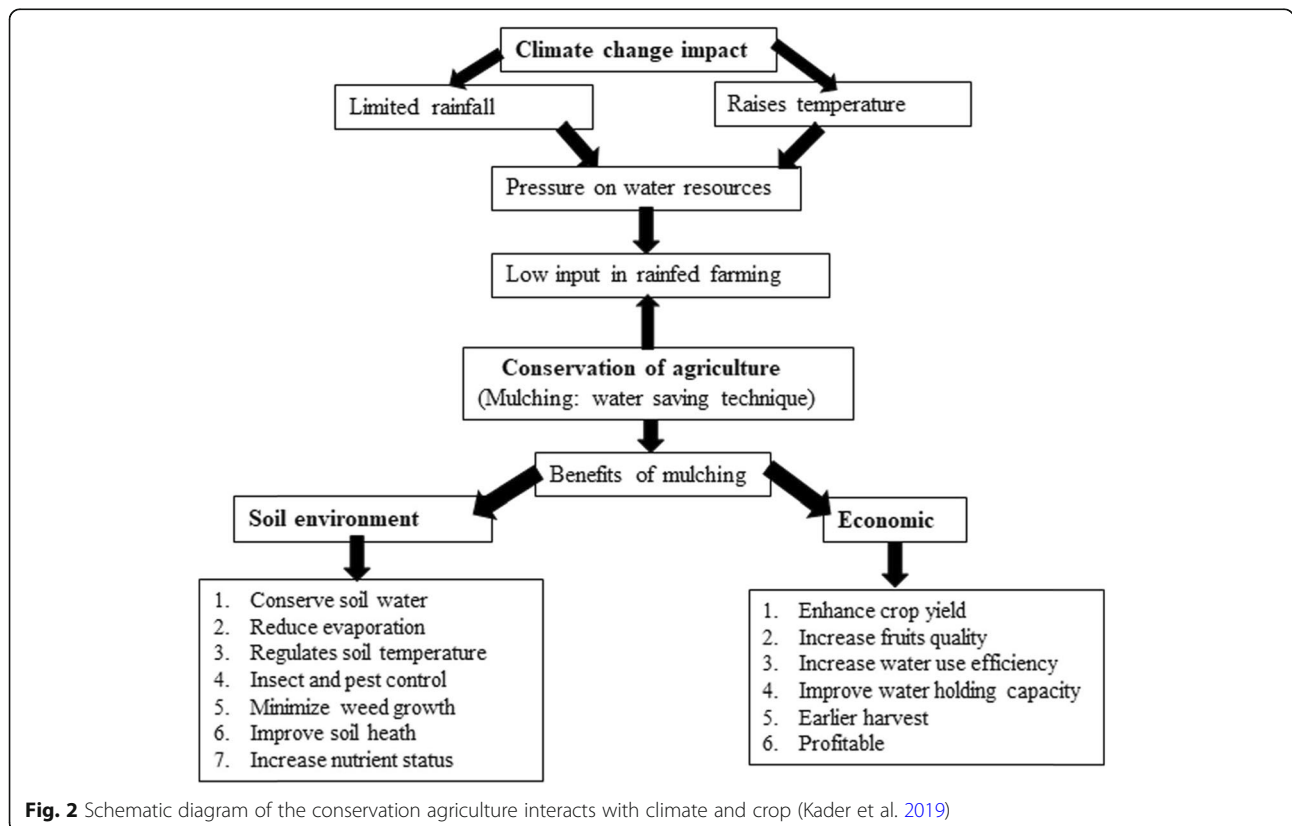 Climate change impact
Limited rainfall
Raises temperature
Pressure on water resources
Low input in rainfed farming
Conservation of agriculture
(Mulching: water saving technique)
Benefits of mulching
Soil environment
Economic
1. Conserve soil water
2. Reduce evaporation
3. Regulates soil temperature
4. Insect and pest control
5. Minimize weed growth
6. Improve soil heath
7. Increase nutrient status
1. Enhance crop yield
2. Increase fruits quality
3. Increase water use efficiency
4. Improve water holding capacity
5. Earlier harvest
6. Profitable
Fig. 2 Schematic diagram of the conservation agriculture interacts with climate and crop (Kader et al. 2019)